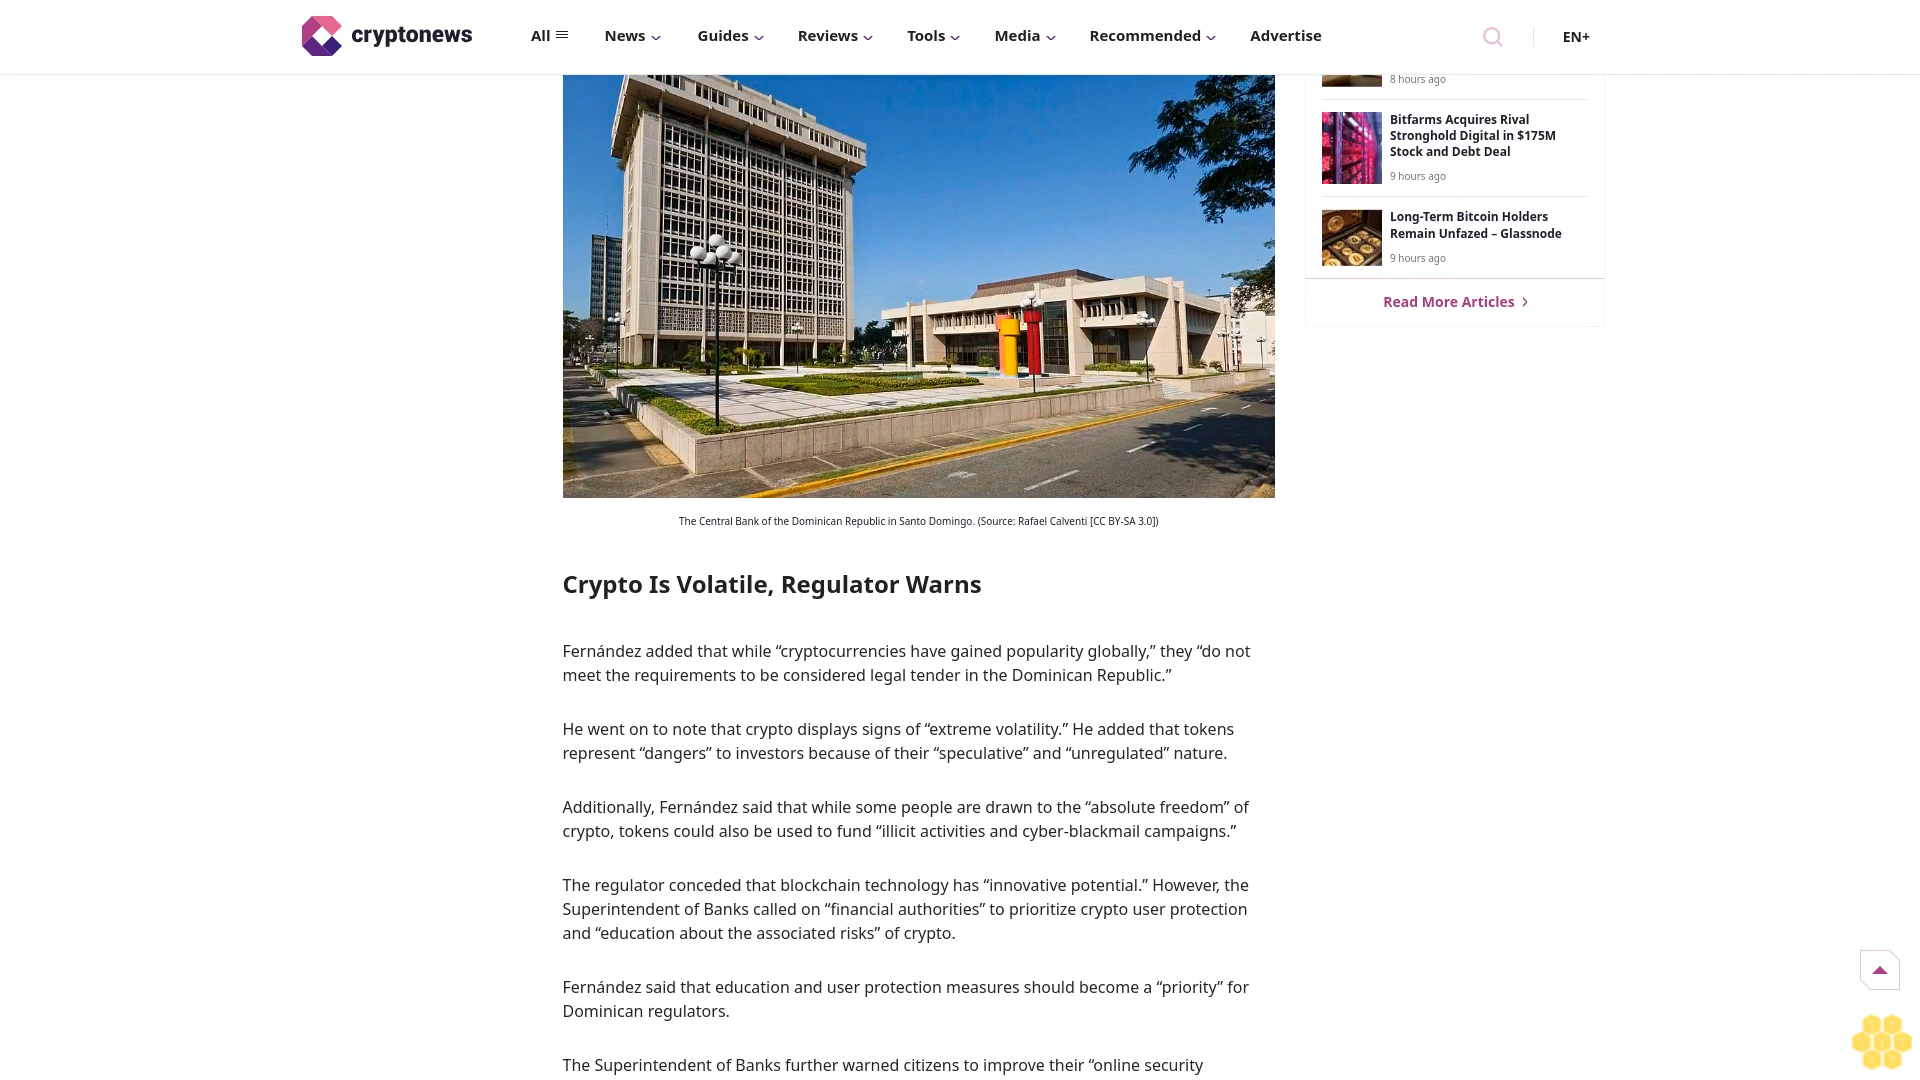 cryptonews
All
News
Guides
Reviews
Tools
Media
Recommended
Advertise
EN+
8 hours ago
Bitfarms Acquires Rival
Stronghold Digital in $175M
Stock and Debt Deal
9 hours ago
Long-Term Bitcoin Holders
Remain Unfazed – Glassnode
9 hours ago
Read More Articles
The Central Bank of the Dominican Republic in Santo Domingo. (Source: Rafael Calventi [CC BY-SA 3.0])
Crypto Is Volatile, Regulator Warns
Fernández added that while “cryptocurrencies have gained popularity globally,” they “do not
meet the requirements to be considered legal tender in the Dominican Republic.”
He went on to note that crypto displays signs of “extreme volatility.” He added that tokens
represent “dangers” to investors because of their “speculative” and “unregulated” nature.
Additionally, Fernández said that while some people are drawn to the “absolute freedom” of
crypto, tokens could also be used to fund “illicit activities and cyber-blackmail campaigns.”
The regulator conceded that blockchain technology has “innovative potential.” However, the
Superintendent of Banks called on “financial authorities” to prioritize crypto user protection
and “education about the associated risks” of crypto.
Fernández said that education and user protection measures should become a “priority” for
Dominican regulators.
The Superintendent of Banks further warned citizens to improve their “online security